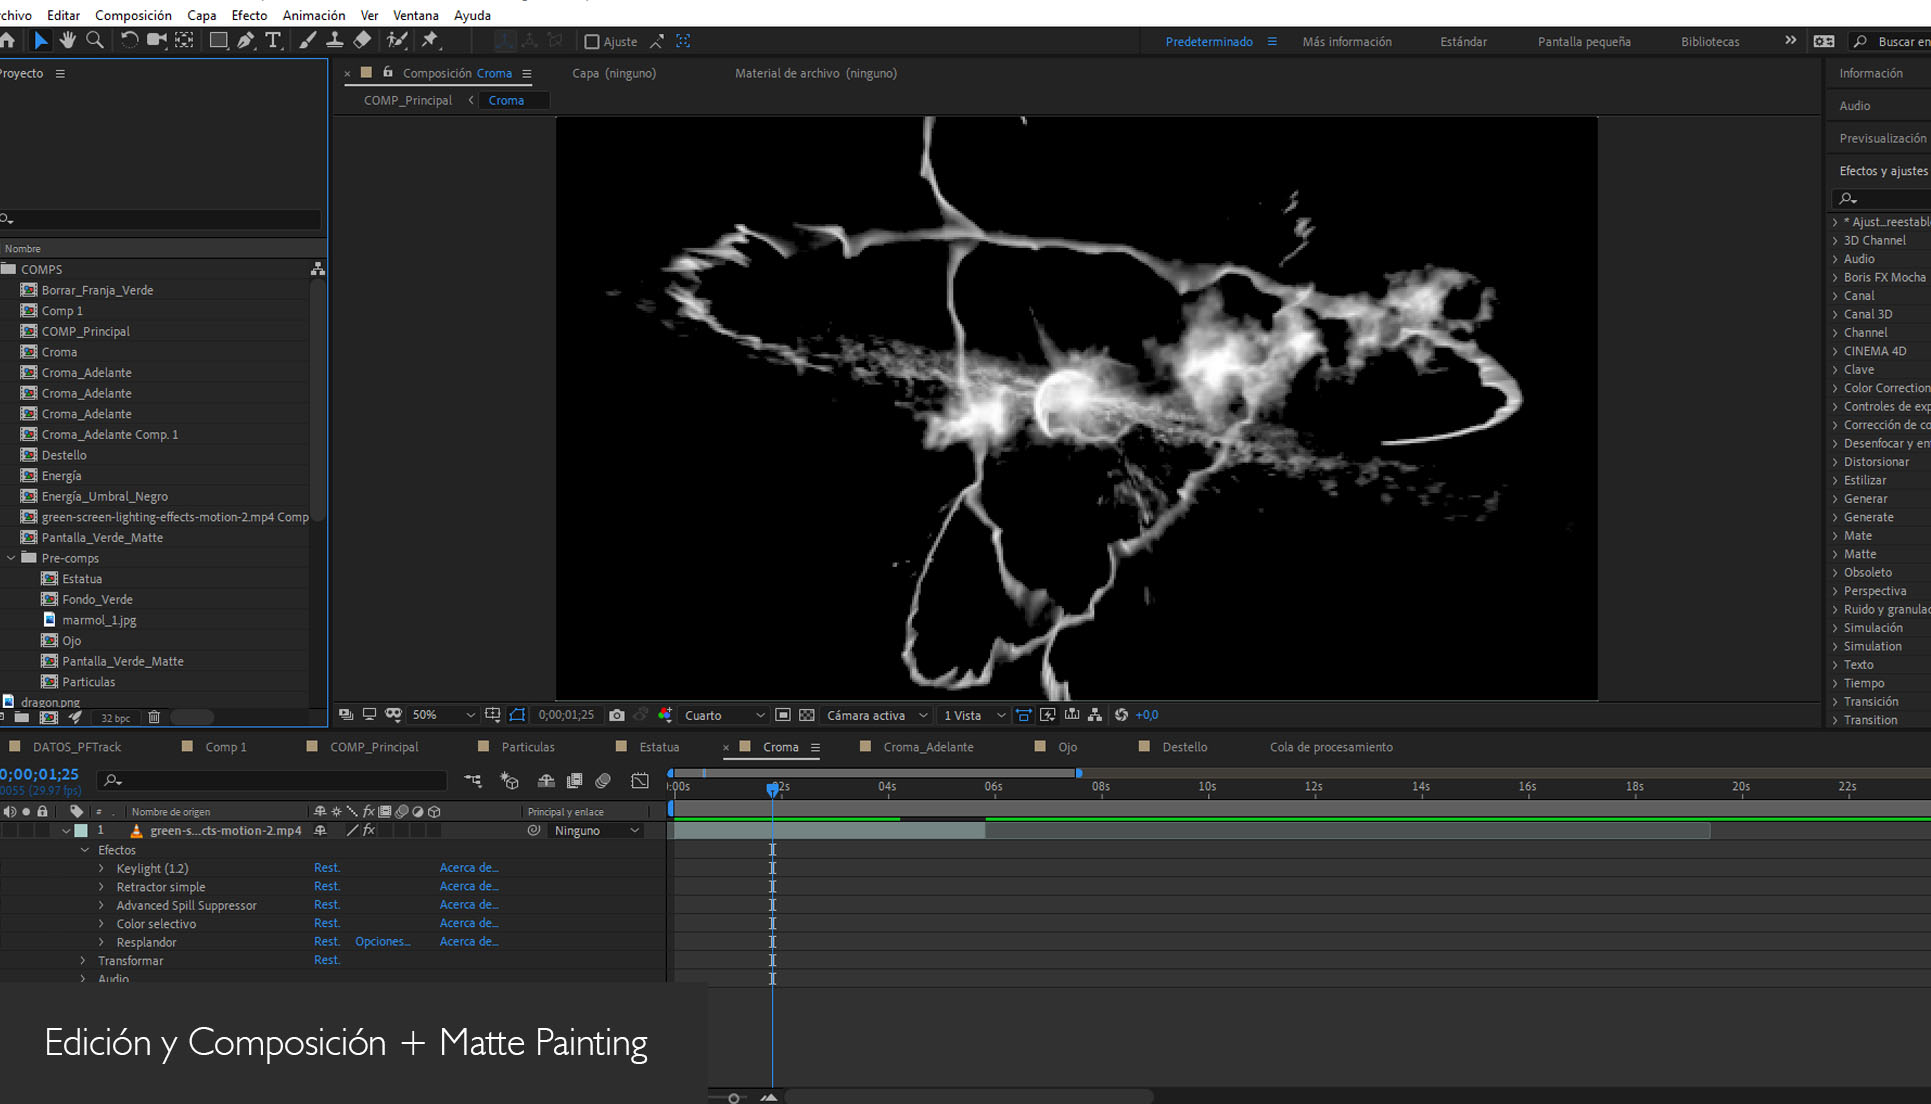 rchivo Editar Composición Capa Efecto Animación Ver Ventana Ayuda
Ajuste
Predeterminado Más información Estándar Pantalla pequeña Bibliotecas Buscar en
Proyecto
Composición Croma Capa (ninguno) Material de archivo (ninguno)
COMP_Principal Croma
Información
Audio
Previsualización
Efectos y ajustes
Nombre
COMPS
Borrar_Franja_Verde
Comp 1
COMP_Principal
Croma
Croma_Adelante
Croma_Adelante
Croma_Adelante
Croma_Adelante Comp. 1
Destello
Energía
Energía_Umbral_Negro
green-screen-lighting-effects-motion-2.mp4 Comp
Pantalla_Verde_Matte
Pre-comps
Estatua
Fondo_Verde
marmol_1.jpg
Ojo
Pantalla_Verde_Matte
Particulas
dragon.png
32 bpc
* Ajust...reestabl
3D Channel
Audio
Boris FX Mocha
Canal
Canal 3D
Channel
CINEMA 4D
Clave
Color Correction
Controles de exp
Corrección de co
Desenfocar y en
Distorsionar
Estilizar
Generar
Generate
Mate
Matte
Obsoleto
Perspectiva
Ruido y granulac
Simulación
Simulation
Texto
Tiempo
Transición
Transition
50% 0;00;01;25 Cuarto Cámara activa 1 Vista +0,0
DATOS_PFTrack Comp 1 COMP_Principal Particulas Estatua Croma Croma_Adelante Ojo Destello Cola de procesamiento
0;00;01;25
0055 (29.97 fps)
:00s 02s 04s 06s 08s 10s 12s 14s 16s 18s 20s 22s
# Nombre de origen fx Principal y enlace
1 green-s...cts-motion-2.mp4 fx Ninguno
Efectos
Keylight (1.2) Rest. Acerca de...
Retractor simple Rest. Acerca de...
Advanced Spill Suppressor Rest. Acerca de...
Color selectivo Rest. Acerca de...
Resplandor Rest. Opciones... Acerca de...
Transformar Rest.
Audio
Edición y Composición + Matte Painting